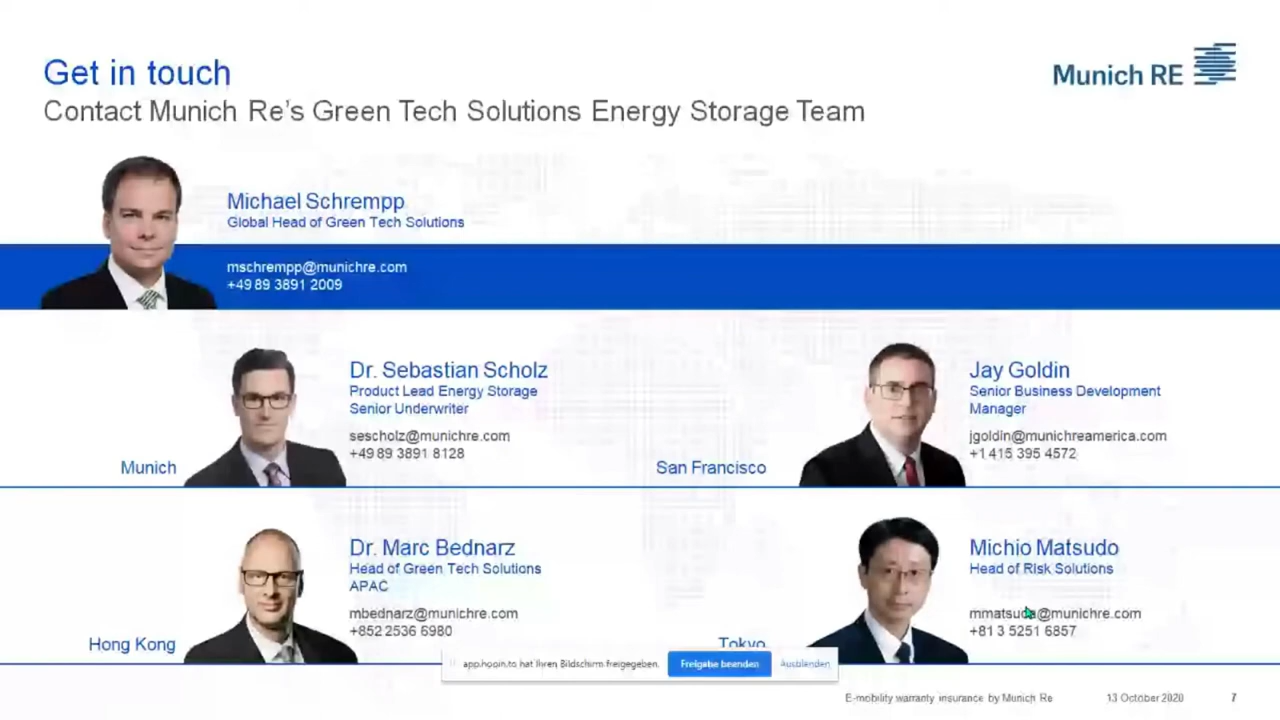 Get in touch
Munich RE
Contact Munich Re's Green Tech Solutions Energy Storage Team
Michael Schrempp
Global Head of Green Tech Solutions
mschrempp@munichre.com
+49 89 3891 2009
Dr. Sebastian Scholz
Product Lead Energy Storage
Senior Underwriter
sescholz@munichre.com
+49 89 3891 8128
Munich
Jay Goldin
Senior Business Development
Manager
jgoldin@munichreamerica.com
+1 415 395 4572
San Francisco
Dr. Marc Bednarz
Head of Green Tech Solutions
APAC
mbednarz@munichre.com
+852 2536 6980
Hong Kong
Michio Matsudo
Head of Risk Solutions
+81 3 5251 6857
Tokyo
app.hopin.to hat Ihren Bildschirm freigegeben.
Freigabe beenden
Ausblenden
E-mobility warranty insurance by Munich Re
13 October 2020
7